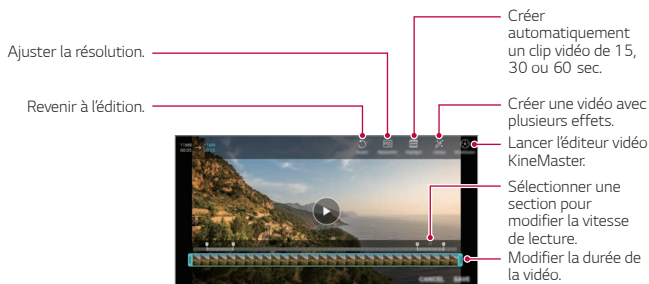 Ajuster la résolution.
Revenir à l'édition.
Créer
automatiquement
un clip vidéo de 15,
30 ou 60 sec.
Créer une vidéo avec
plusieurs effets.
Lancer l'éditeur vidéo
KineMaster.
Sélectionner une
section pour
modifier la vitesse
de lecture.
Modifier la durée de
la vidéo.
CANCEL SAVE